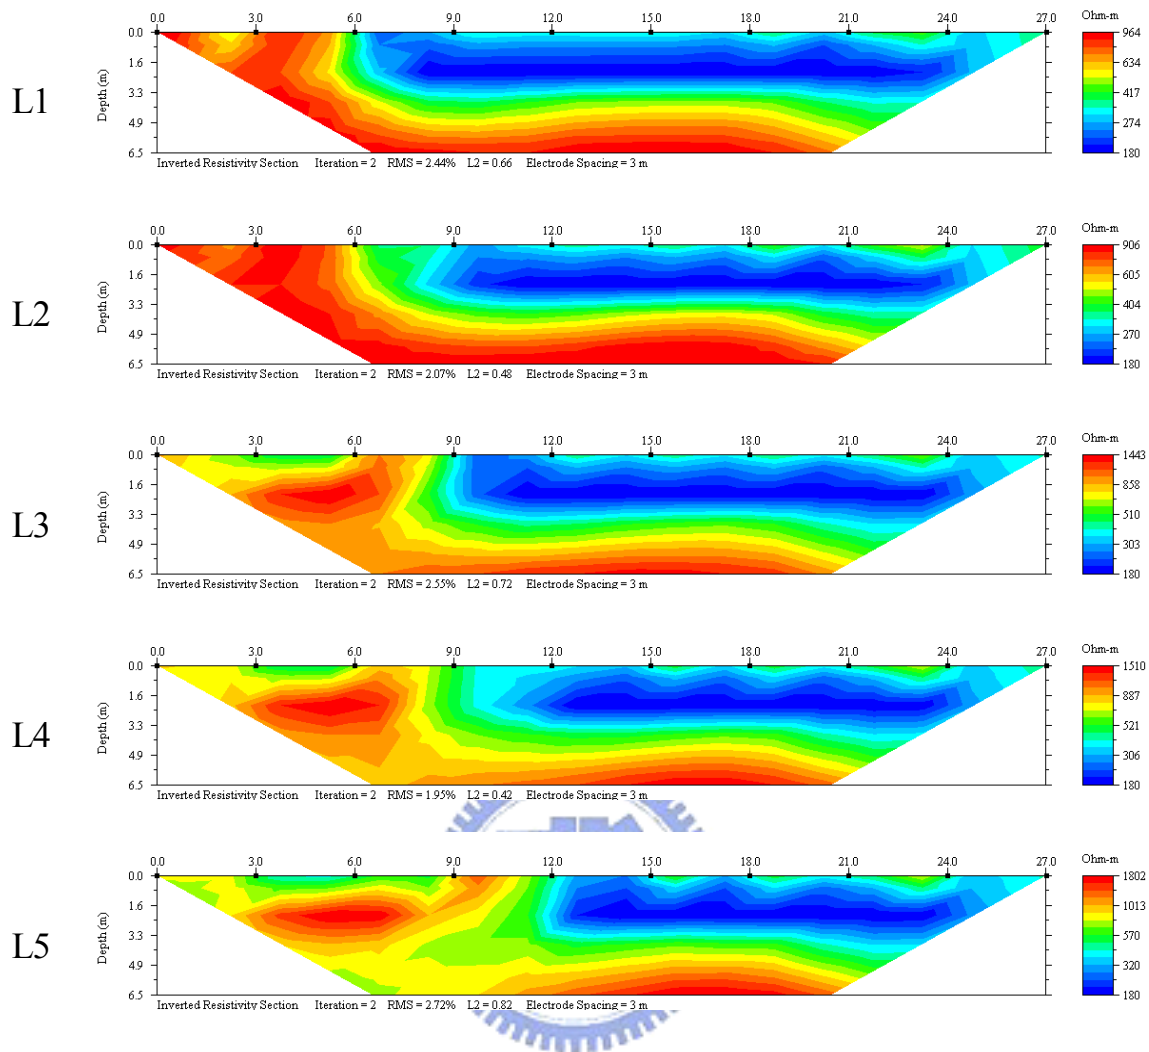 L1
0.0 3.0 6.0 9.0 12.0 15.0 18.0 21.0 24.0 27.0
Depth (m)
0.0
1.6
3.3
4.9
6.5
Ohm-m
964
634
417
274
180
Inverted Resistivity Section Iteration = 2 RMS = 2.44% L2 = 0.66 Electrode Spacing = 3 m
L2
0.0 3.0 6.0 9.0 12.0 15.0 18.0 21.0 24.0 27.0
Depth (m)
0.0
1.6
3.3
4.9
6.5
Ohm-m
906
605
404
270
180
Inverted Resistivity Section Iteration = 2 RMS = 2.07% L2 = 0.48 Electrode Spacing = 3 m
L3
0.0 3.0 6.0 9.0 12.0 15.0 18.0 21.0 24.0 27.0
Depth (m)
0.0
1.6
3.3
4.9
6.5
Ohm-m
1443
858
510
303
180
Inverted Resistivity Section Iteration = 2 RMS = 2.55% L2 = 0.72 Electrode Spacing = 3 m
L4
0.0 3.0 6.0 9.0 12.0 15.0 18.0 21.0 24.0 27.0
Depth (m)
0.0
1.6
3.3
4.9
6.5
Ohm-m
1510
887
521
306
180
Inverted Resistivity Section Iteration = 2 RMS = 1.95% L2 = 0.42 Electrode Spacing = 3 m
L5
0.0 3.0 6.0 9.0 12.0 15.0 18.0 21.0 24.0 27.0
Depth (m)
0.0
1.6
3.3
4.9
6.5
Ohm-m
1802
1013
570
320
180
Inverted Resistivity Section Iteration = 2 RMS = 2.72% L2 = 0.82 Electrode Spacing = 3 m